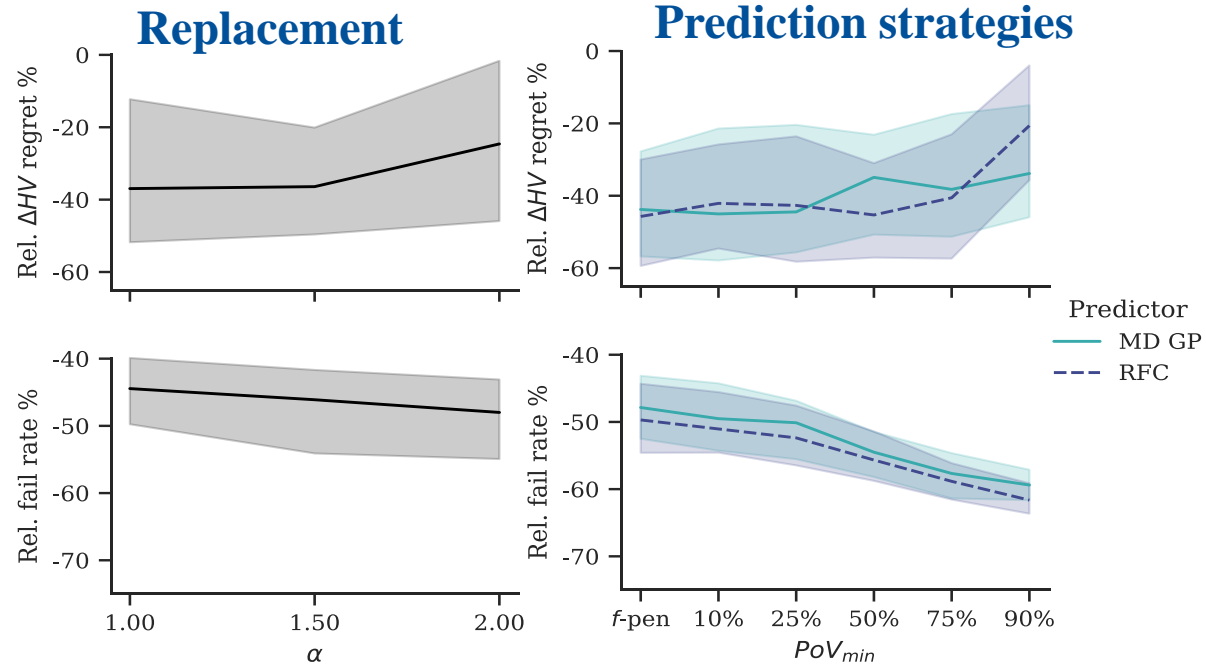 Replacement
Prediction strategies
Rel. ΔHV regret %
0
-20
-40
-60
Rel. ΔHV regret %
0
-20
-40
-60
Predictor
MD GP
RFC
Rel. fail rate %
-40
-50
-60
-70
1.00 1.50 2.00
α
Rel. fail rate %
-40
-50
-60
-70
f-pen 10% 25% 50% 75% 90%
PoV_min